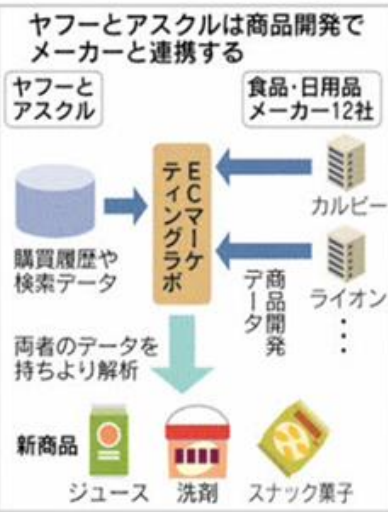 ヤフーとアスクルは商品開発で
メーカーと連携する
ヤフーと
アスクル
食品・日用品
メーカー12社
ECマーケ
ティングラボ
カルビー
購買履歴や
検索データ
商品開発
データ
ライオン
・・・
両者のデータを
持ちより解析
新商品
ジュース
洗剤
スナック菓子